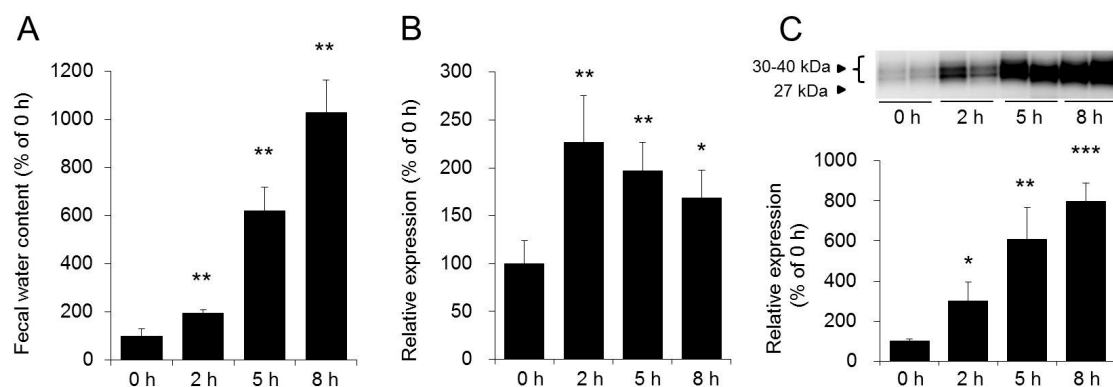 A
Fecal water content (% of 0 h)
1200
1000
800
600
400
200
0
**
**
**
0 h 2 h 5 h 8 h
B
Relative expression (% of 0 h)
300
250
200
150
100
50
0
**
**
*
0 h 2 h 5 h 8 h
C
30-40 kDa
27 kDa
0 h 2 h 5 h 8 h
Relative expression
(% of 0 h)
1000
800
600
400
200
0
*
**
***
0 h 2 h 5 h 8 h